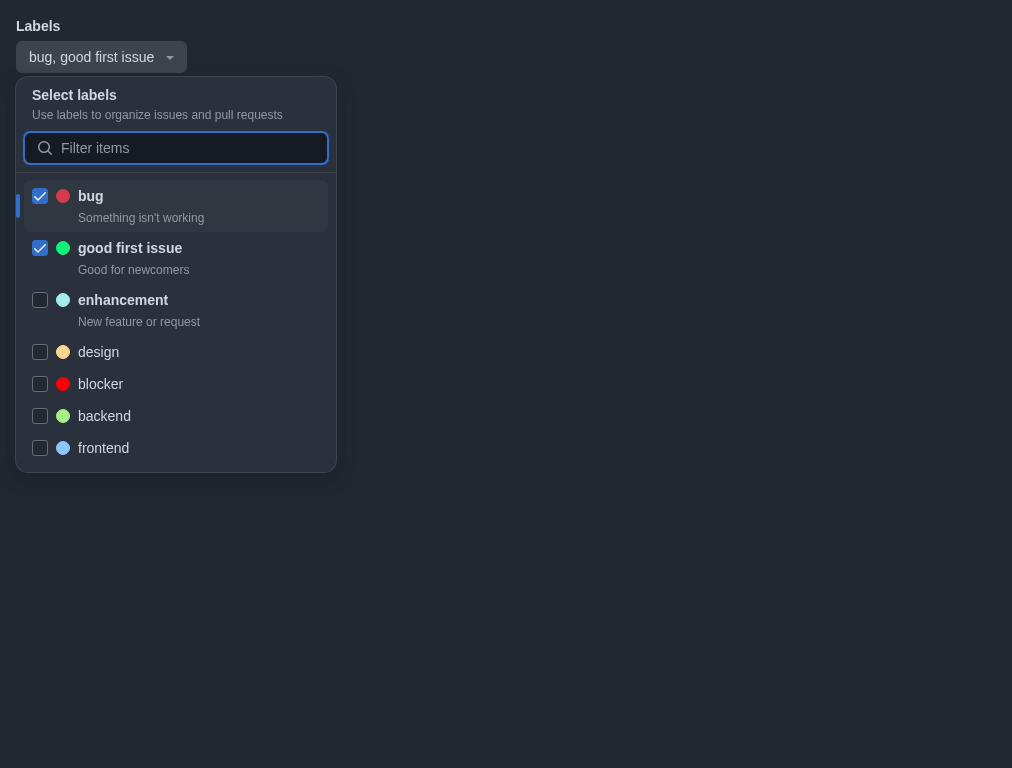 Labels
bug, good first issue
Select labels
Use labels to organize issues and pull requests
Filter items
bug
Something isn't working
good first issue
Good for newcomers
enhancement
New feature or request
design
blocker
backend
frontend